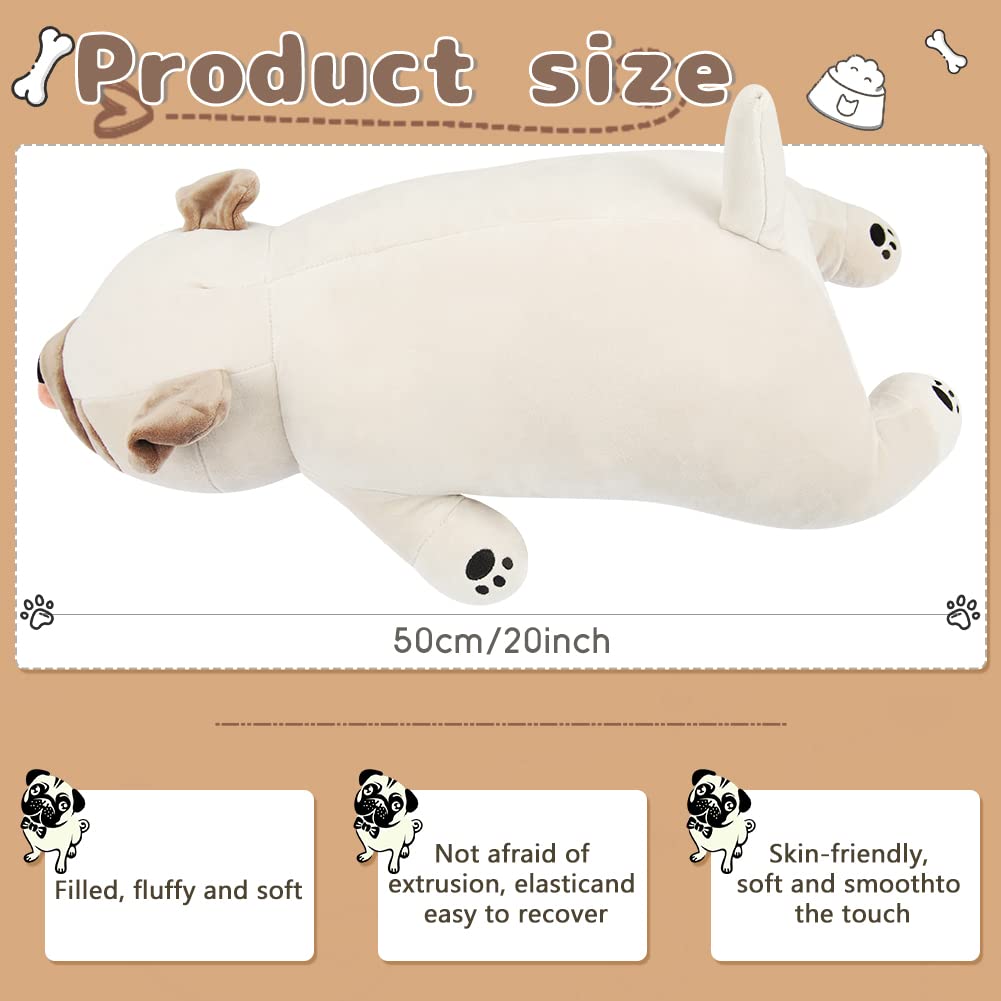 Product size
50cm/20inch
Filled, fluffy and soft
Not afraid of
extrusion, elasticand
easy to recover
Skin-friendly,
soft and smoothto
the touch